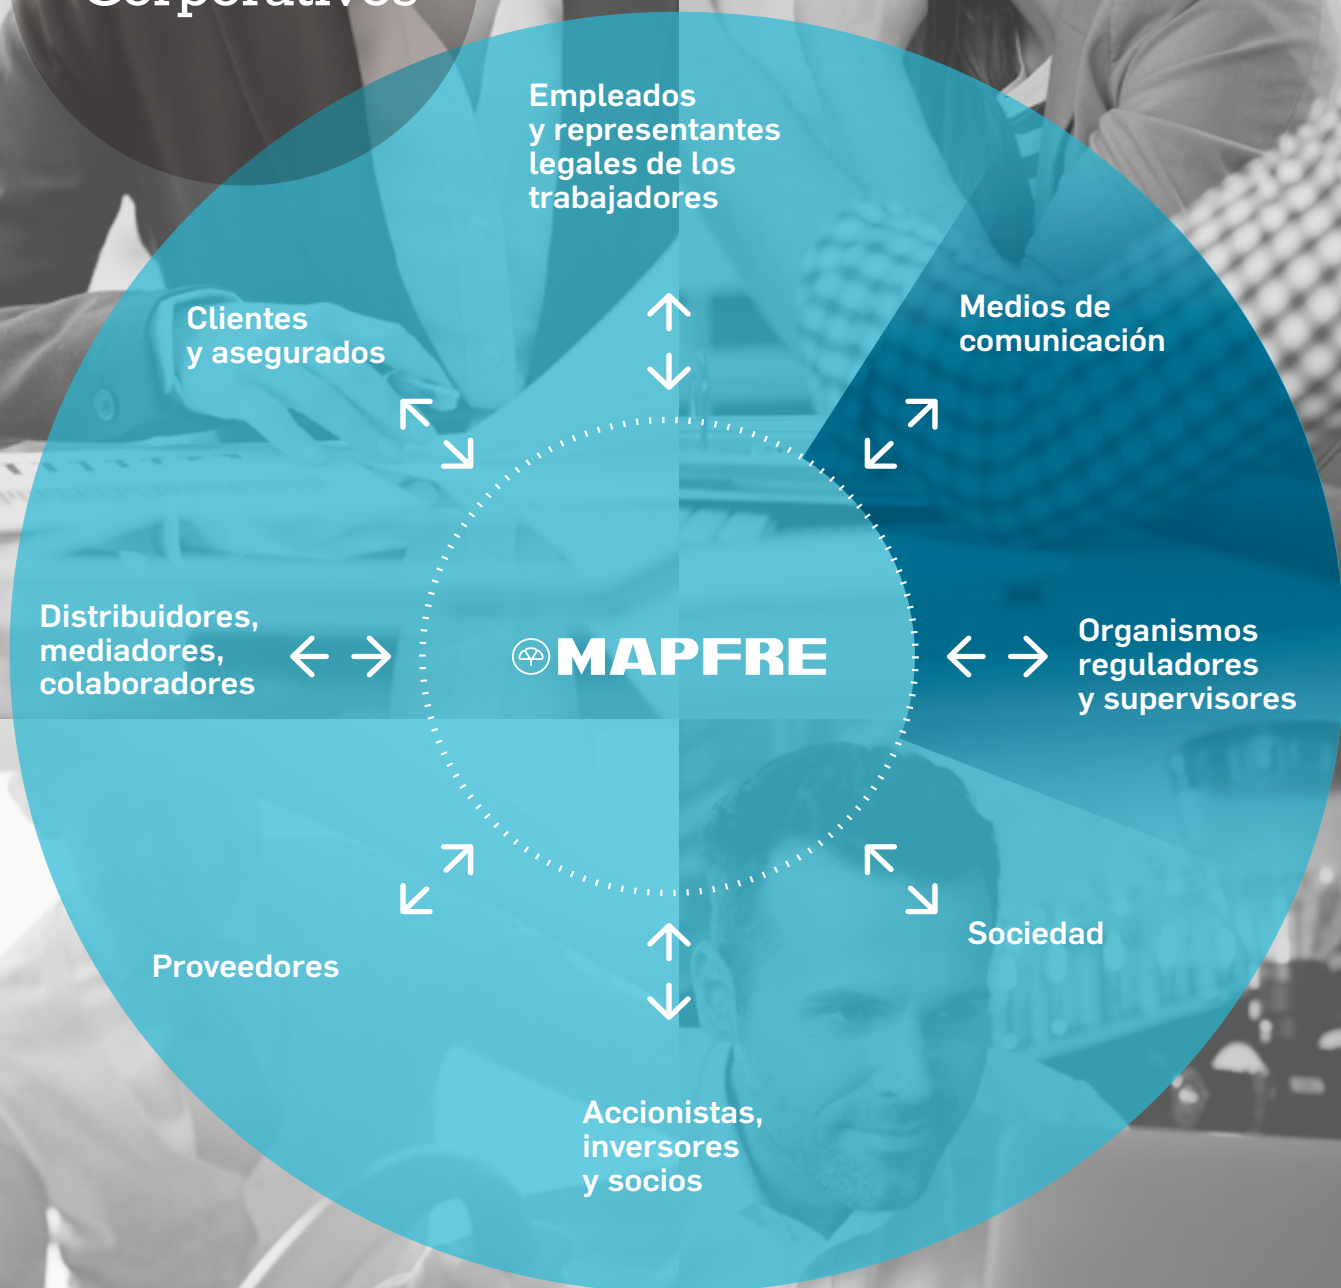 Corporativos
Empleados
y representantes
legales de los
trabajadores
Clientes
y asegurados
Medios de
comunicación
Distribuidores,
mediadores,
colaboradores
MAPFRE
Organismos
reguladores
y supervisores
Proveedores
Sociedad
Accionistas,
inversores
y socios